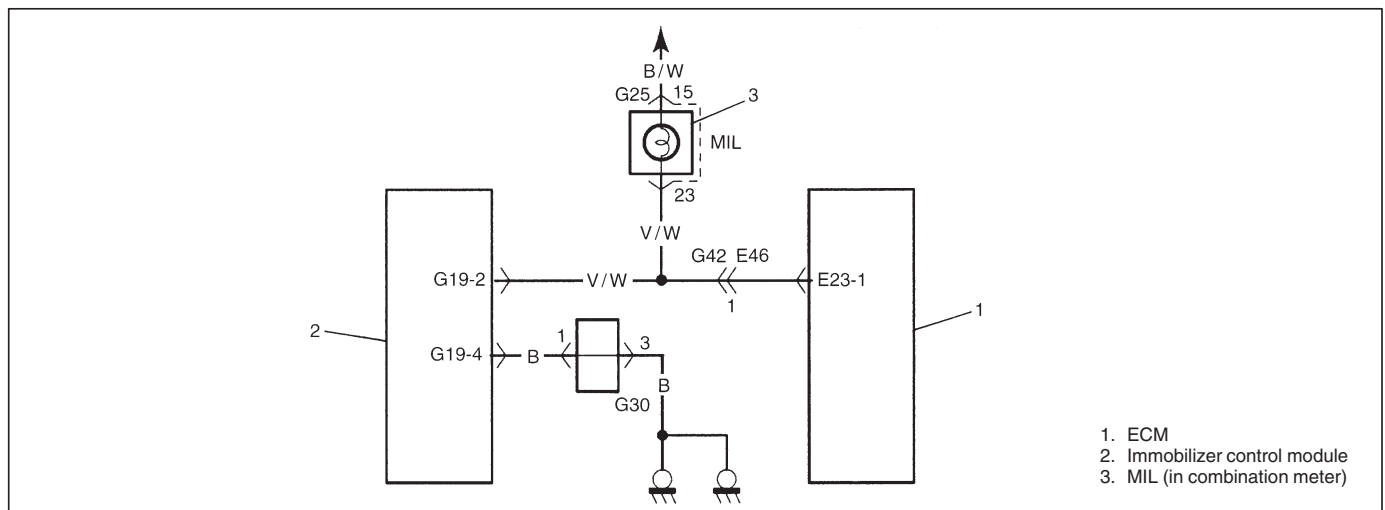 B/W
G25 15
3
MIL
23
V/W
G42 E46
G19-2 V/W E23-1
1
2 1
1 3
G19-4 B
B
G30
1. ECM
2. Immobilizer control module
3. MIL (in combination meter)